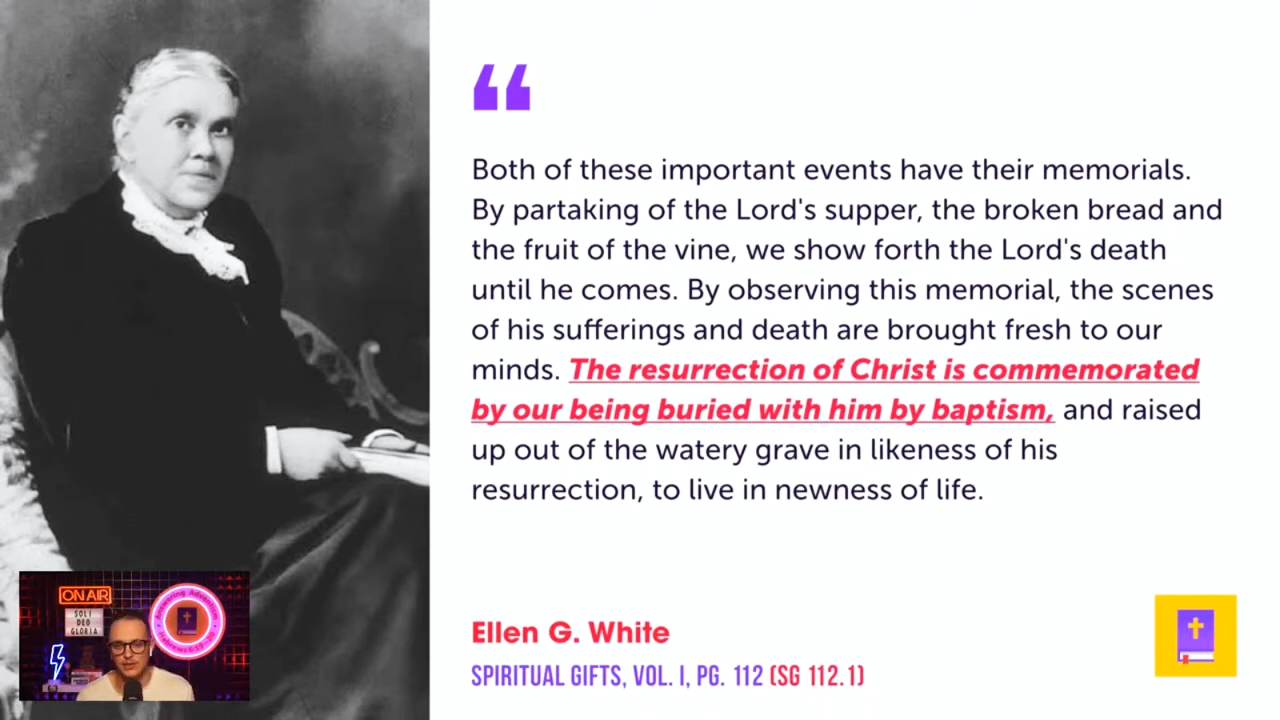 “
Both of these important events have their memorials.
By partaking of the Lord's supper, the broken bread and
the fruit of the vine, we show forth the Lord's death
until he comes. By observing this memorial, the scenes
of his sufferings and death are brought fresh to our
minds. The resurrection of Christ is commemorated
by our being buried with him by baptism, and raised
up out of the watery grave in likeness of his
resurrection, to live in newness of life.
Ellen G. White
SPIRITUAL GIFTS, VOL. I, PG. 112 (SG 112.1)
ON AIR
SOLI
DEO
GLORIA
Answering Adventism